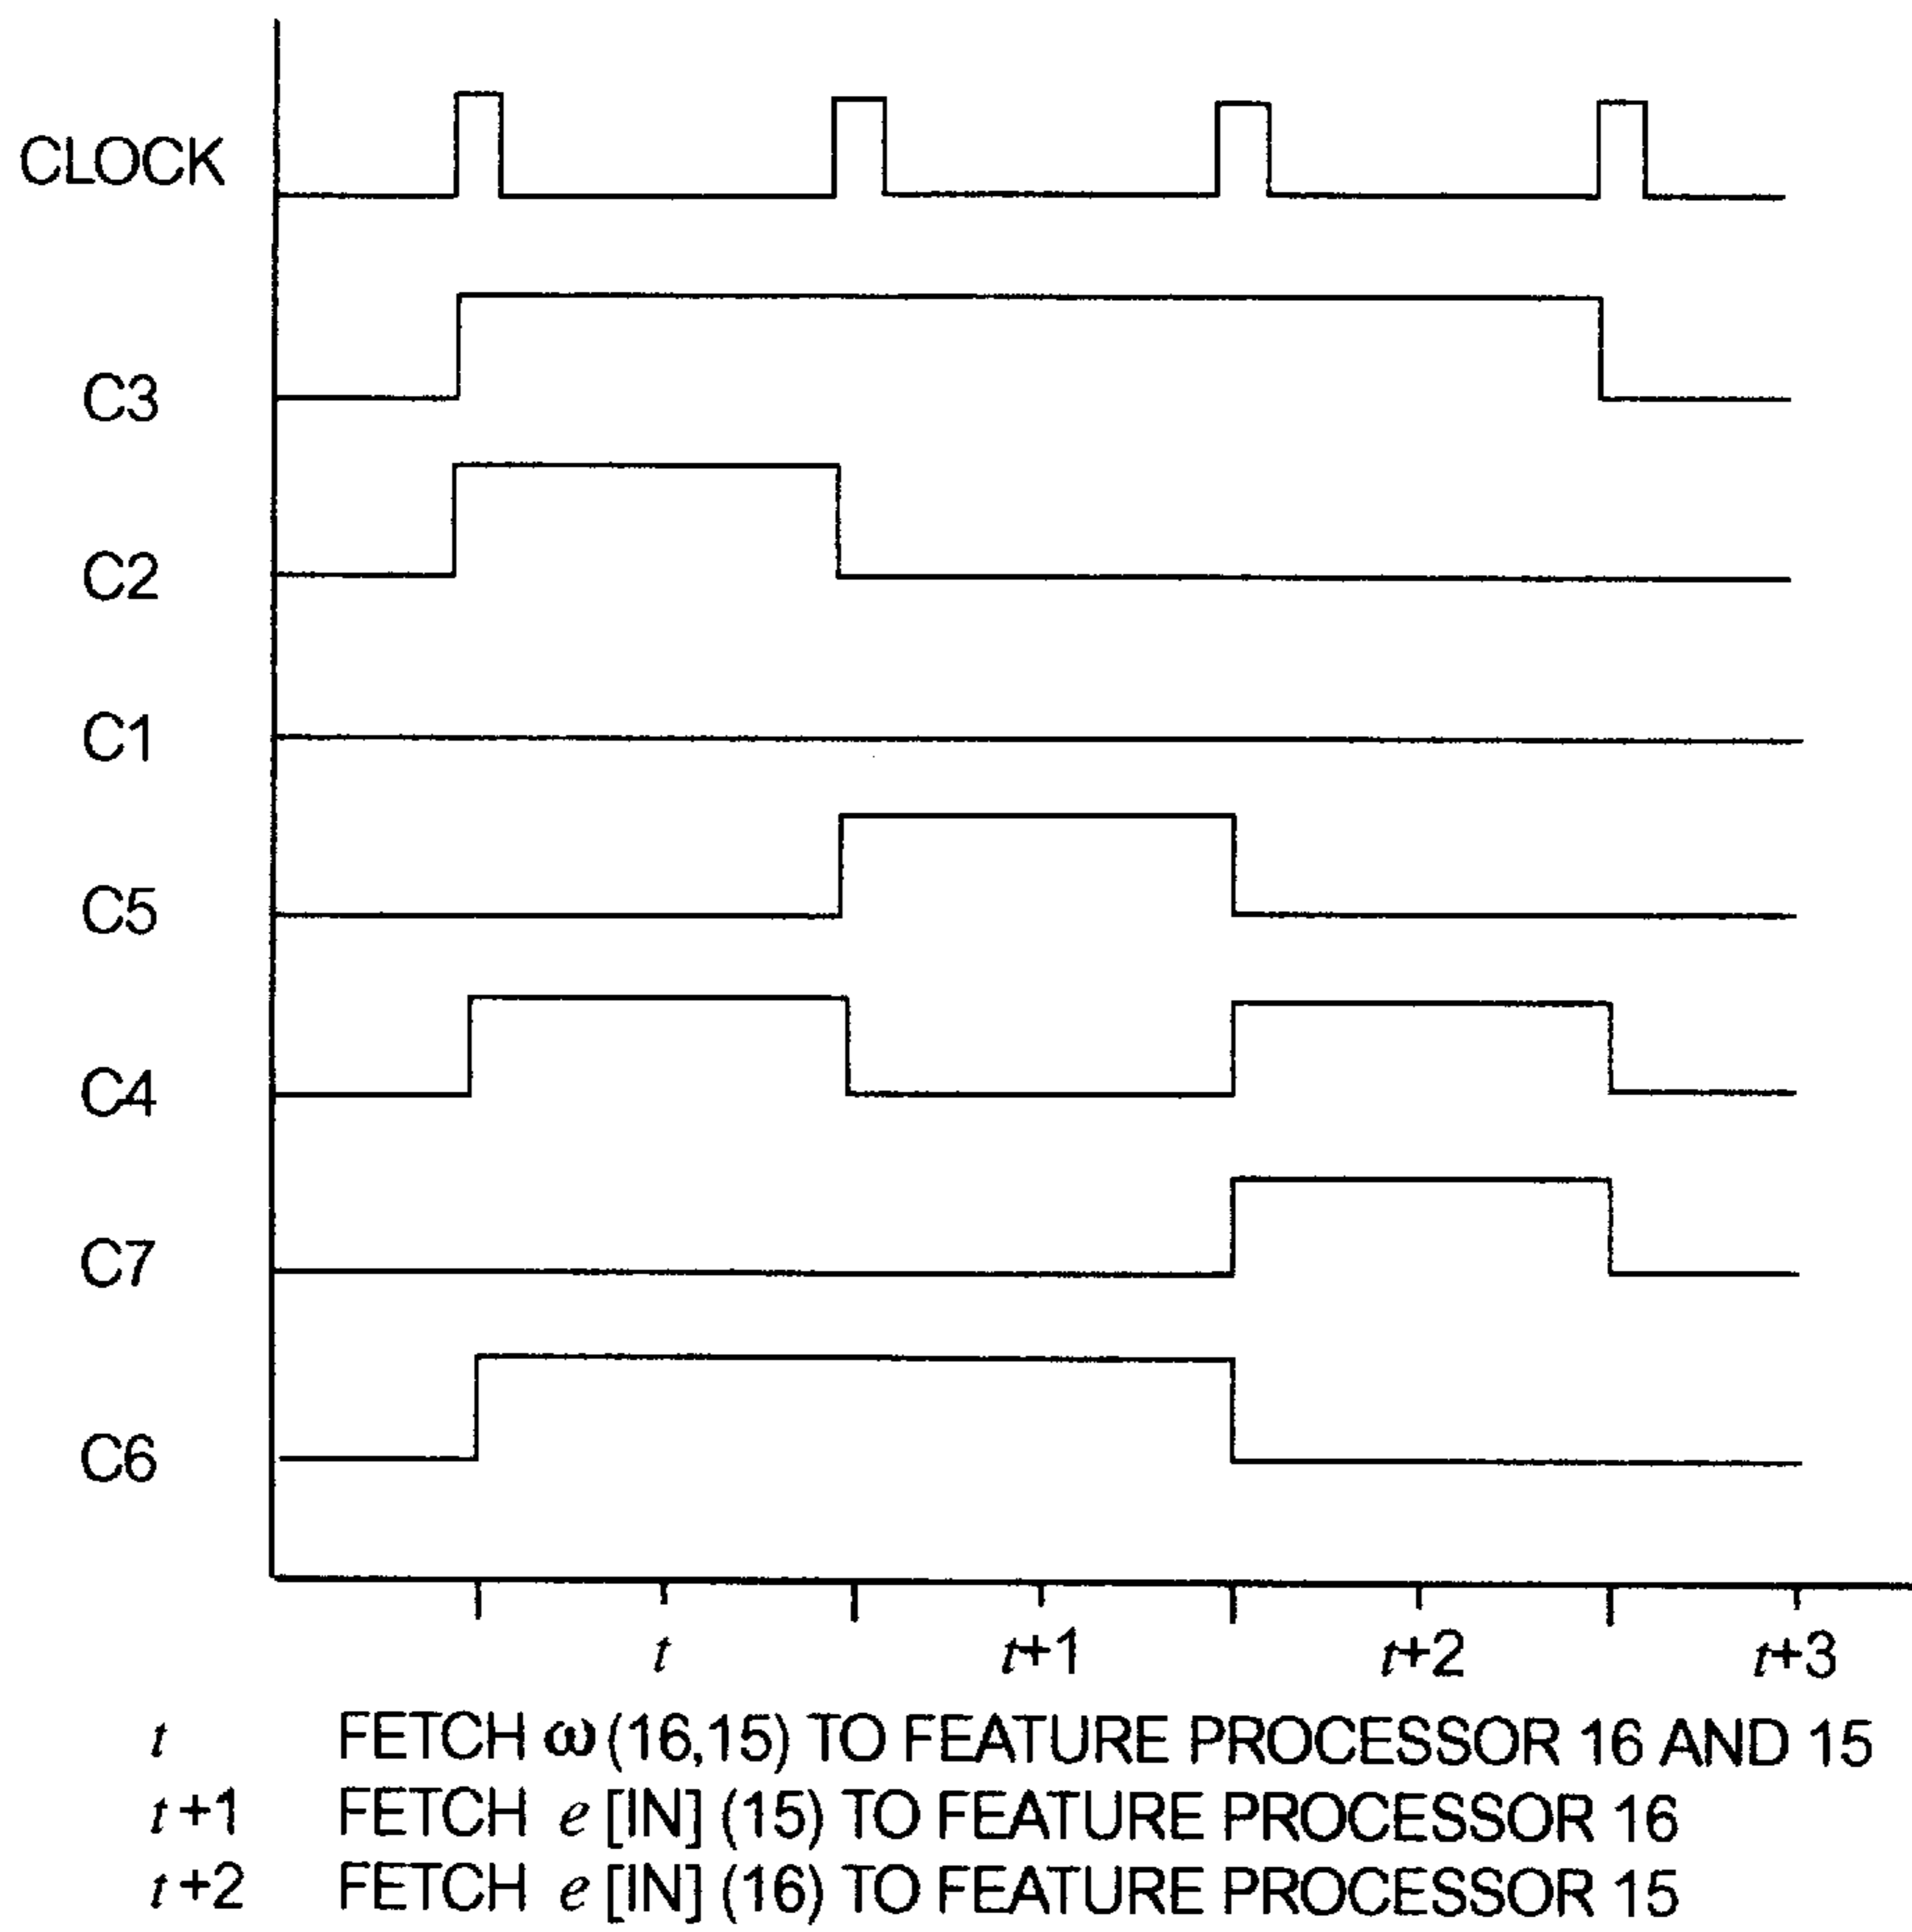 CLOCK
C3
C2
C1
C5
C4
C7
C6
t t+1 t+2 t+3
t FETCH ω (16,15) TO FEATURE PROCESSOR 16 AND 15
t+1 FETCH e [IN] (15) TO FEATURE PROCESSOR 16
t+2 FETCH e [IN] (16) TO FEATURE PROCESSOR 15